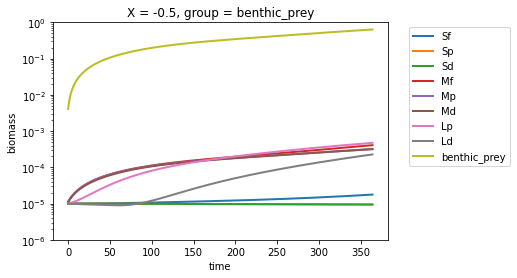 X = -0.5, group = benthic_prey
biomass
10⁰
10⁻¹
10⁻²
10⁻³
10⁻⁴
10⁻⁵
10⁻⁶
0 50 100 150 200 250 300 350
time
Sf
Sp
Sd
Mf
Mp
Md
Lp
Ld
benthic_prey